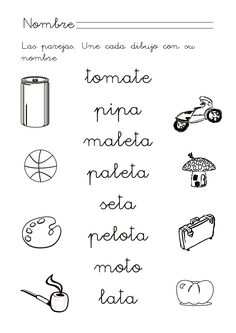 Nombre
Las parejas. Une cada dibujo con su
nombre.
tomate
pipa
maleta
paleta
seta
pelota
moto
lata